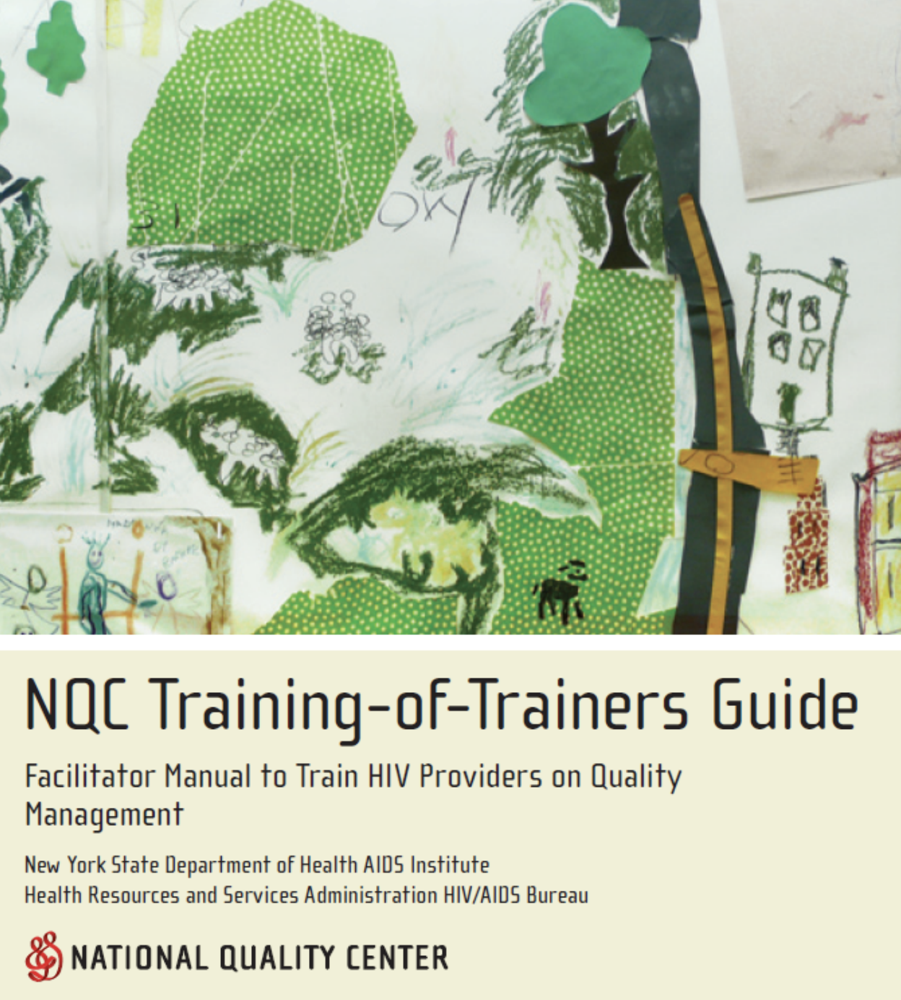 NQC Training-of-Trainers Guide
Facilitator Manual to Train HIV Providers on Quality
Management
New York State Department of Health AIDS Institute
Health Resources and Services Administration HIV/AIDS Bureau
NATIONAL QUALITY CENTER